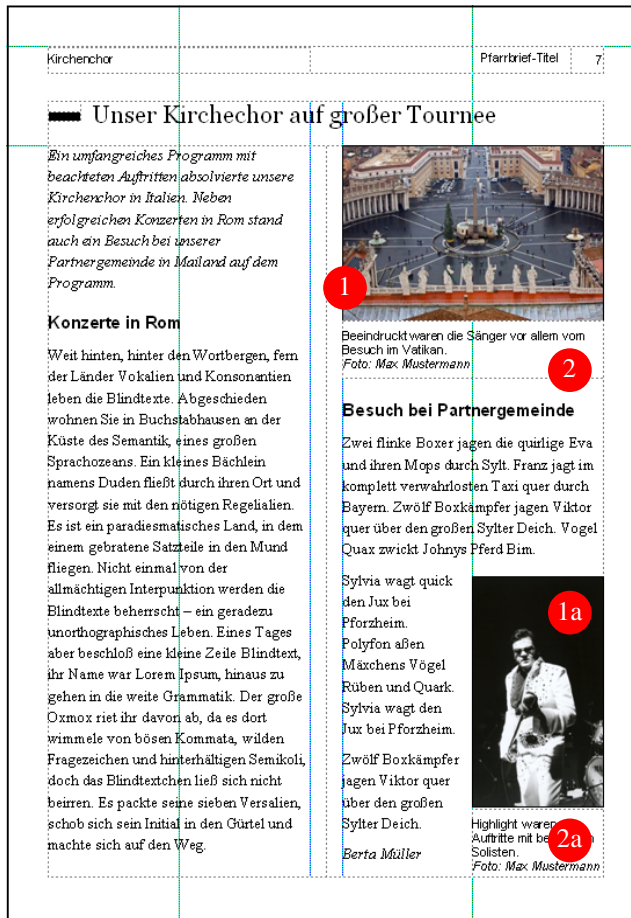 Kirchenchor
Pfarrbrief-Titel
7
Unser Kirchechor auf großer Tournee
Ein umfangreiches Programm mit
beachteten Auftritten absolvierte unsere
Kirchenchor in Italien. Neben
erfolgreichen Konzerten in Rom stand
auch ein Besuch bei unserer
Partnergemeinde in Mailand auf dem
Programm.
Konzerte in Rom
Weit hinten, hinter den Wortbergen, fern
der Länder Vokalien und Konsonantien
leben die Blindtexte. Abgeschieden
wohnen Sie in Buchstabhausen an der
Küste des Semantik, eines großen
Sprachozeans. Ein kleines Bächlein
namens Duden fließt durch ihren Ort und
versorgt sie mit den nötigen Regelialien.
Es ist ein paradiesmatisches Land, in dem
einem gebratene Satzteile in den Mund
fliegen. Nicht einmal von der
allmächtigen Interpunktion werden die
Blindtexte beherrscht – ein geradezu
unorthographisches Leben. Eines Tages
aber beschloß eine kleine Zeile Blindtext,
ihr Name war Lorem Ipsum, hinaus zu
gehen in die weite Grammatik. Der große
Oxmox riet ihr davon ab, da es dort
wimmele von bösen Kommata, wilden
Fragezeichen und hinterhältigen Semikoli,
doch das Blindtextchen ließ sich nicht
beirren. Es packte seine sieben Versalien,
schob sich sein Initial in den Gürtel und
machte sich auf den Weg.
1
Beeindruckt waren die Sänger vor allem vom
Besuch im Vatikan.
Foto: Max Mustermann
2
Besuch bei Partnergemeinde
Zwei flinke Boxer jagen die quirlige Eva
und ihren Mops durch Sylt. Franz jagt im
komplett verwahrlosten Taxi quer durch
Bayern. Zwölf Boxkämpfer jagen Viktor
quer über den großen Sylter Deich. Vogel
Quax zwickt Johnys Pferd Bim.
Sylvia wagt quick
den Jux bei
Pforzheim.
Polyfon aßen
Mäxchens Vögel
Rüben und Quark.
Sylvia wagt den
Jux bei Pforzheim.
Zwölf Boxkämpfer
jagen Viktor quer
über den großen
Sylter Deich.
Berta Müller
1a
Highlight waren
Auftritte mit
Solisten.
Foto: Max Mustermann
2a